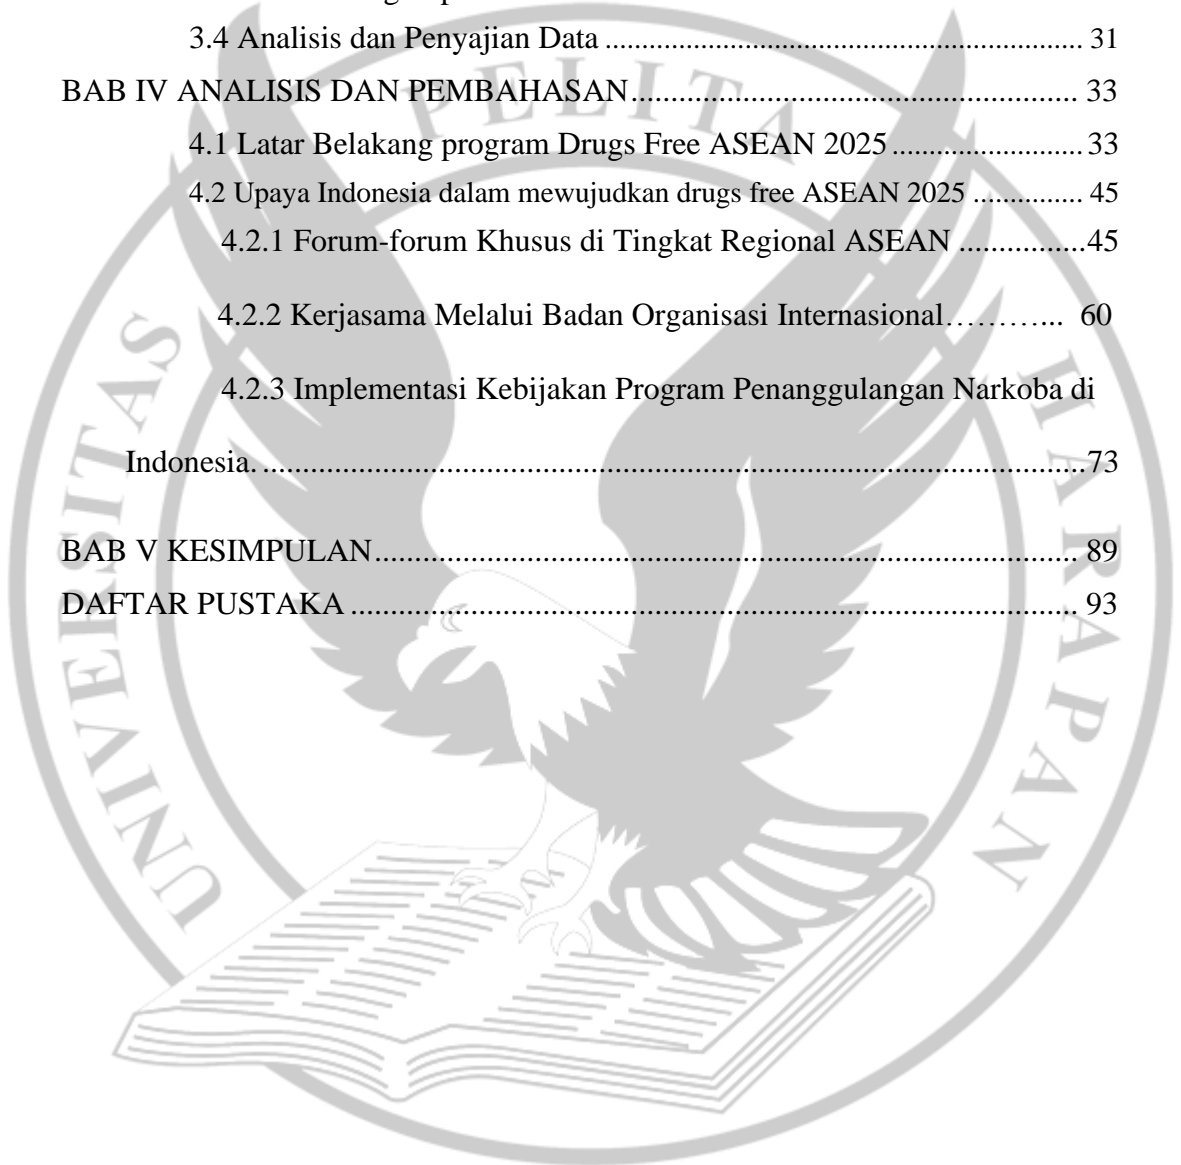 3.4 Analisis dan Penyajian Data ................................................................. 31
BAB IV ANALISIS DAN PEMBAHASAN......................................................... 33
4.1 Latar Belakang program Drugs Free ASEAN 2025 ........................ 33
4.2 Upaya Indonesia dalam mewujudkan drugs free ASEAN 2025 ............... 45
4.2.1 Forum-forum Khusus di Tingkat Regional ASEAN ................45
4.2.2 Kerjasama Melalui Badan Organisasi Internasional………... 60
4.2.3 Implementasi Kebijakan Program Penanggulangan Narkoba di
Indonesia. .........................................................................................................73
BAB V KESIMPULAN.......................................................................................... 89
DAFTAR PUSTAKA ............................................................................................. 93
UNIVERSITAS PELITA HARAPAN